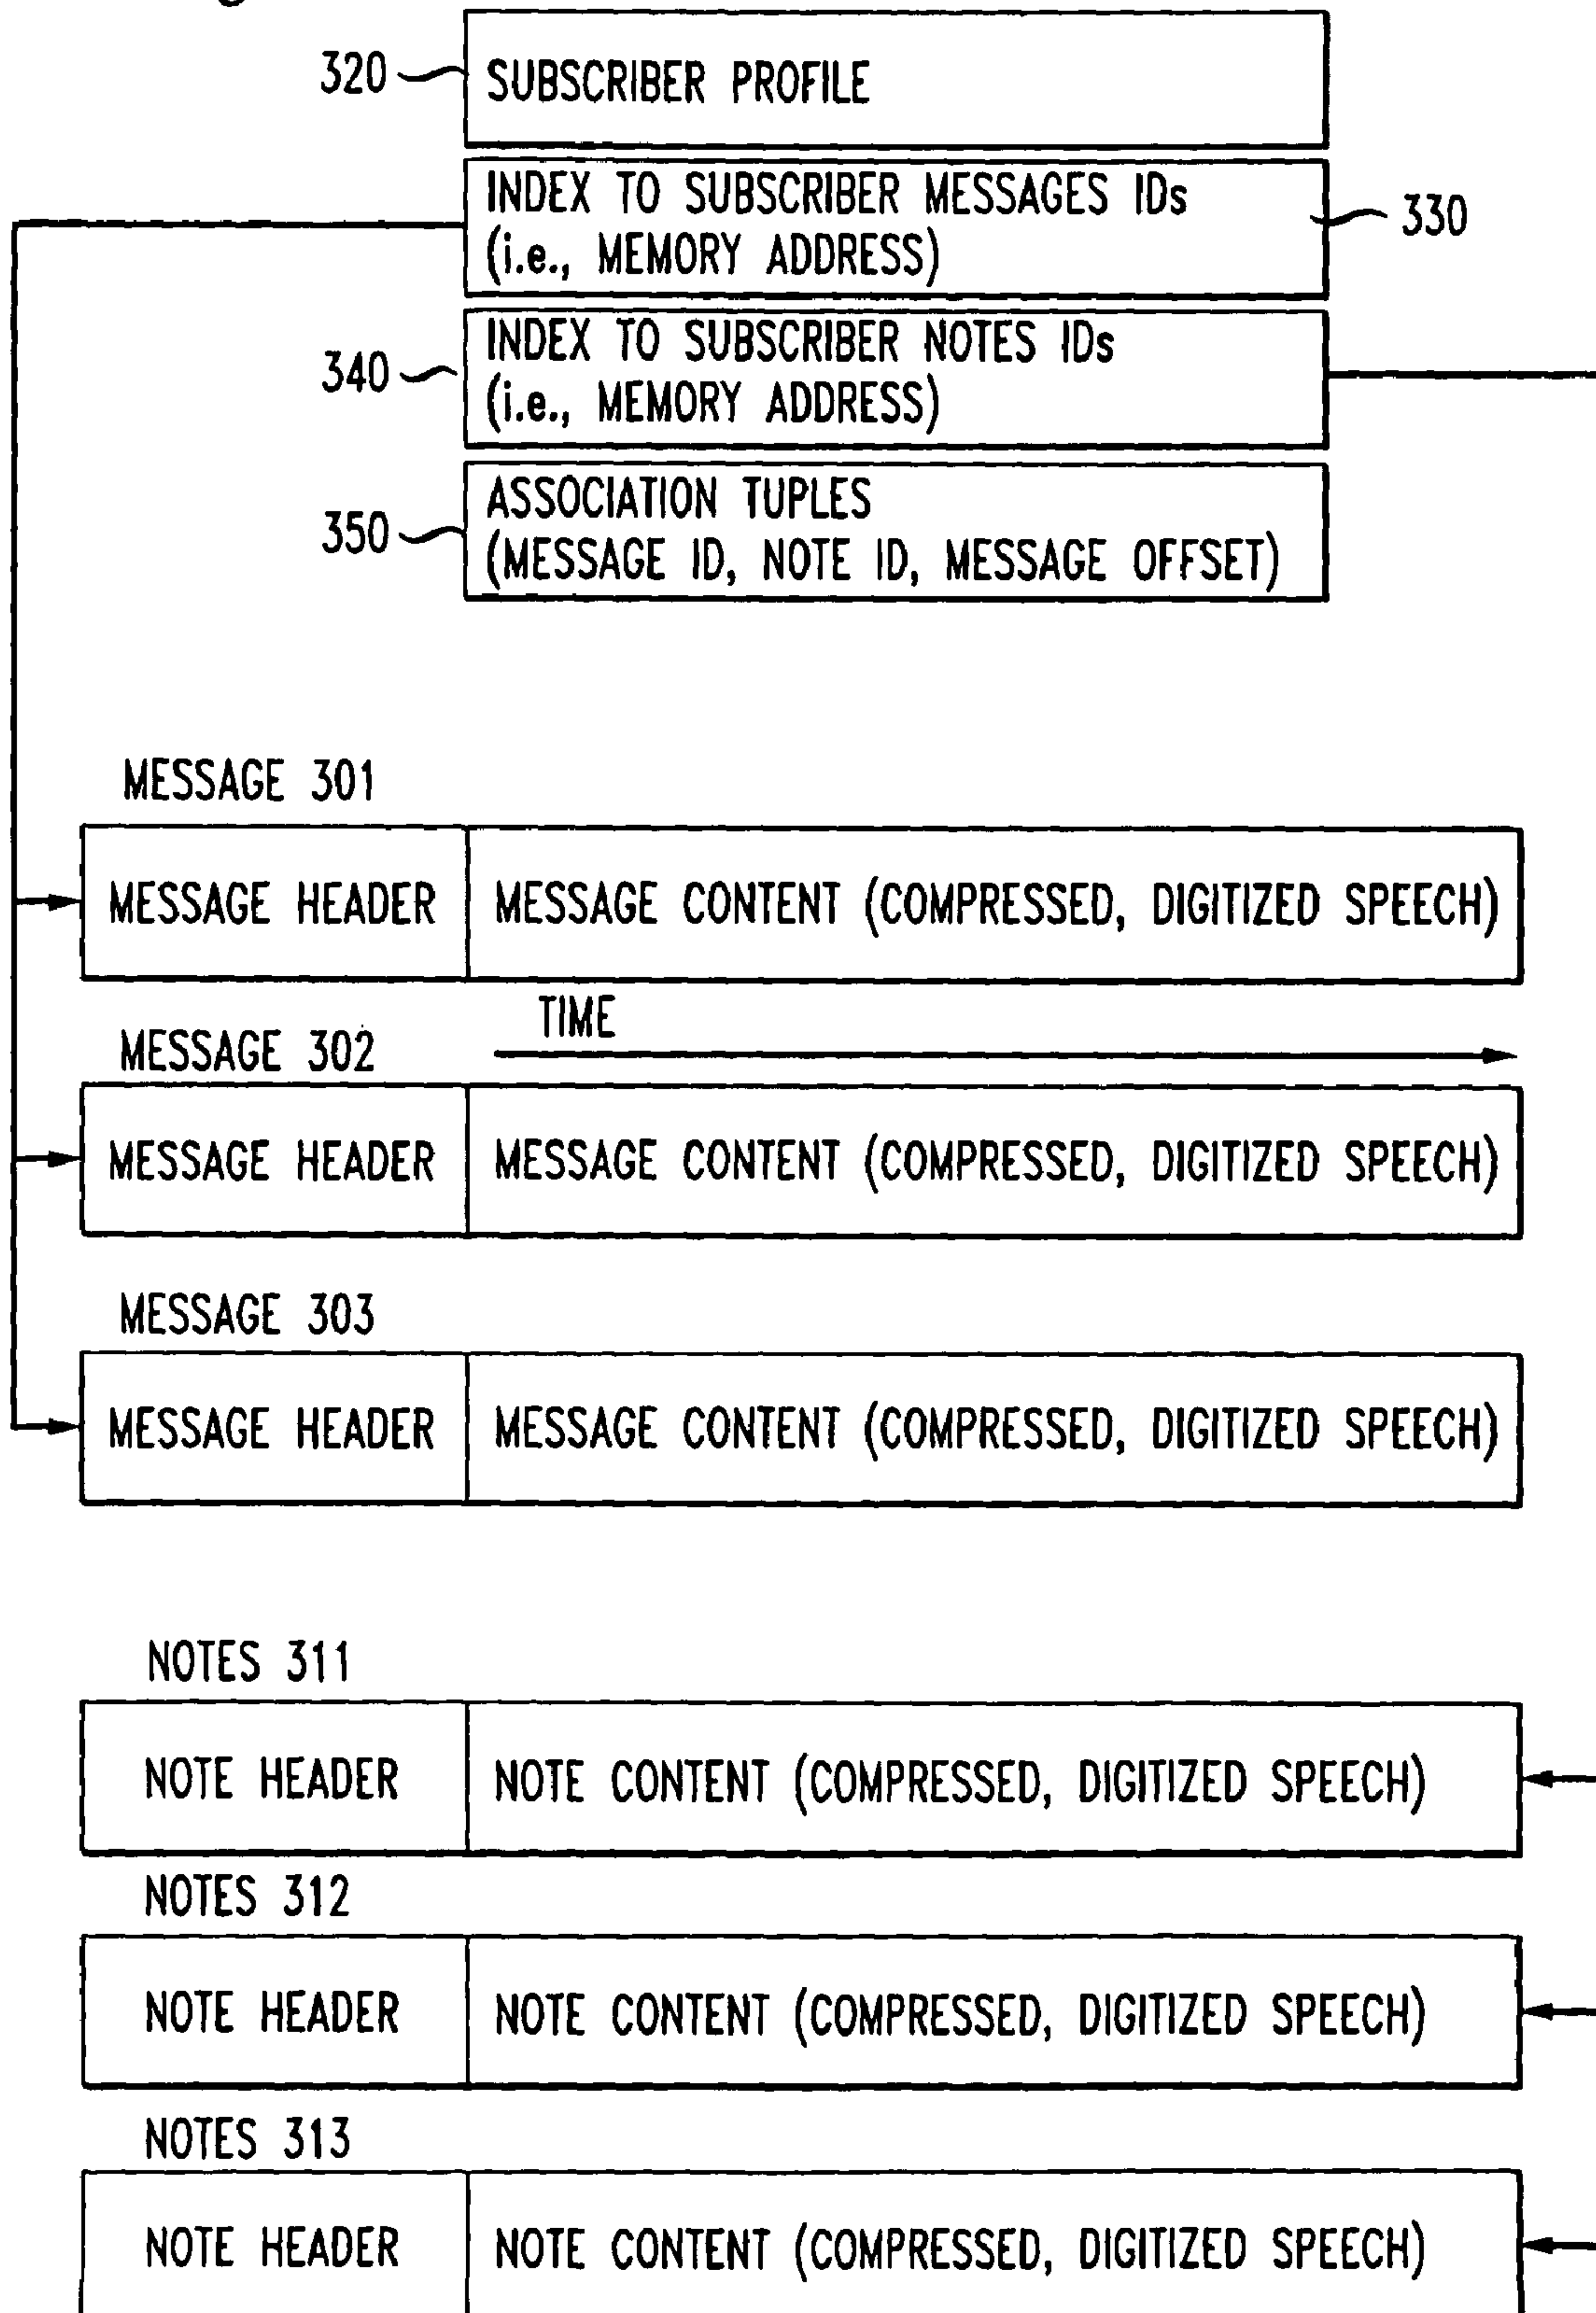 320
SUBSCRIBER PROFILE
INDEX TO SUBSCRIBER MESSAGES IDs
(i.e., MEMORY ADDRESS)
330
340
INDEX TO SUBSCRIBER NOTES IDs
(i.e., MEMORY ADDRESS)
350
ASSOCIATION TUPLES
(MESSAGE ID, NOTE ID, MESSAGE OFFSET)
MESSAGE 301
MESSAGE HEADER
MESSAGE CONTENT (COMPRESSED, DIGITIZED SPEECH)
TIME
MESSAGE 302
MESSAGE HEADER
MESSAGE CONTENT (COMPRESSED, DIGITIZED SPEECH)
MESSAGE 303
MESSAGE HEADER
MESSAGE CONTENT (COMPRESSED, DIGITIZED SPEECH)
NOTES 311
NOTE HEADER
NOTE CONTENT (COMPRESSED, DIGITIZED SPEECH)
NOTES 312
NOTE HEADER
NOTE CONTENT (COMPRESSED, DIGITIZED SPEECH)
NOTES 313
NOTE HEADER
NOTE CONTENT (COMPRESSED, DIGITIZED SPEECH)